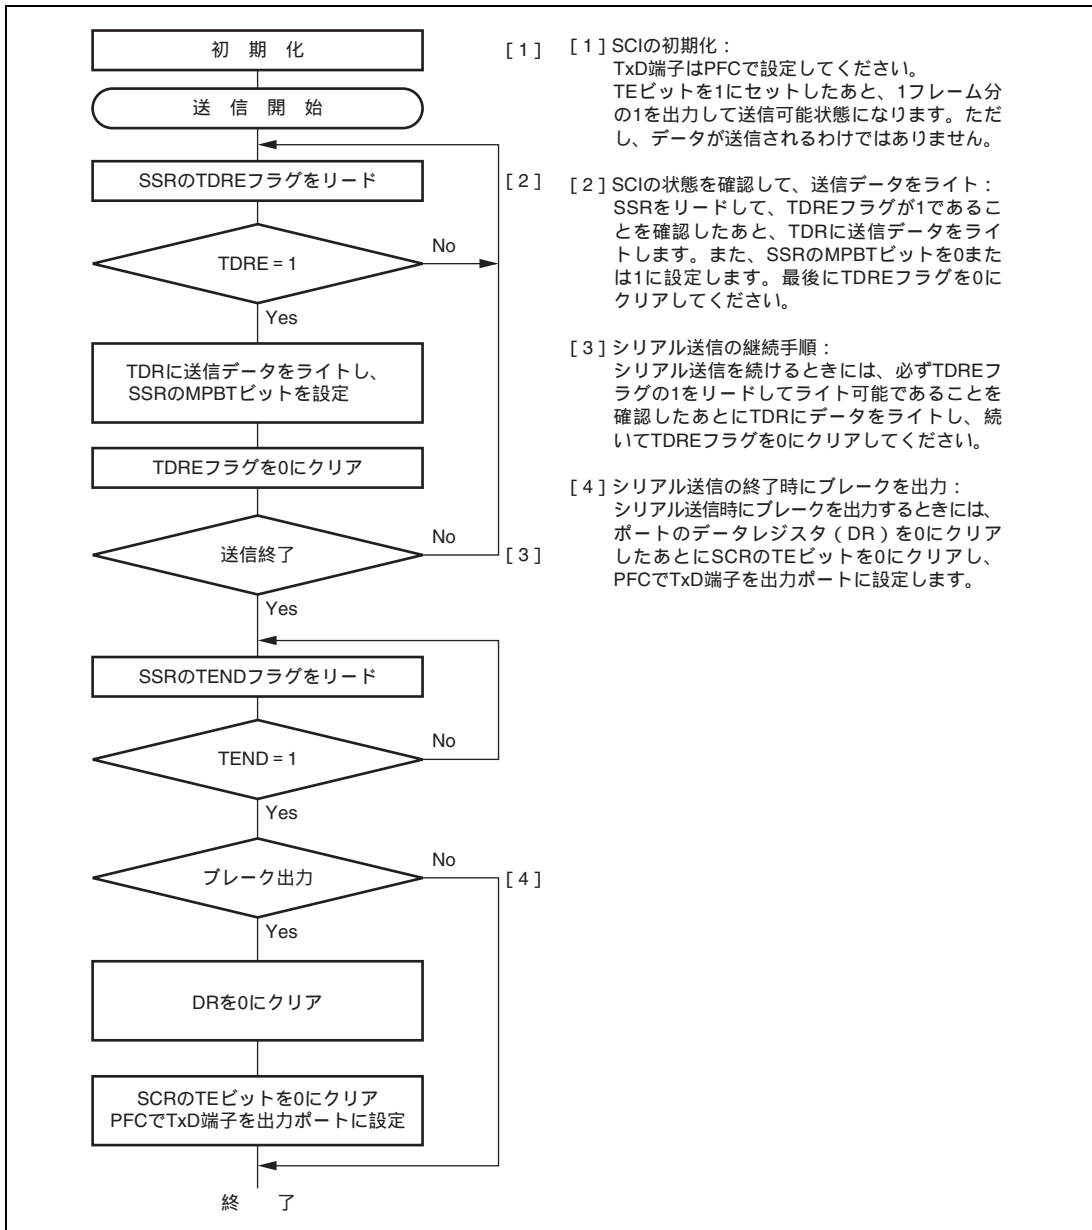 初 期 化
[ 1 ]
送 信 開 始
SSRのTDREフラグをリード
[ 2 ]
TDRE = 1
No
Yes
TDRに送信データをライトし、
SSRのMPBTビットを設定
TDREフラグを0にクリア
送信終了
No
[ 3 ]
Yes
SSRのTENDフラグをリード
TEND = 1
No
Yes
ブレーク出力
No
[ 4 ]
Yes
DRを0にクリア
SCRのTEビットを0にクリア
PFCでTxD端子を出力ポートに設定
終 了
[ 1 ] SCIの初期化：
TxD端子はPFCで設定してください。
TEビットを1にセットしたあと、1フレーム分
の1を出力して送信可能状態になります。ただ
し、データが送信されるわけではありません。
[ 2 ] SCIの状態を確認して、送信データをライト：
SSRをリードして、TDREフラグが1であるこ
とを確認したあと、TDRに送信データをライ
トします。また、SSRのMPBTビットを0また
は1に設定します。最後にTDREフラグを0に
クリアしてください。
[ 3 ] シリアル送信の継続手順：
シリアル送信を続けるときには、必ずTDREフ
ラグの1をリードしてライト可能であることを
確認したあとにTDRにデータをライトし、続
いてTDREフラグを0にクリアしてください。
[ 4 ] シリアル送信の終了時にブレークを出力：
シリアル送信時にブレークを出力するときには、
ポートのデータレジスタ（DR）を0にクリア
したあとにSCRのTEビットを0にクリアし、
PFCでTxD端子を出力ポートに設定します。